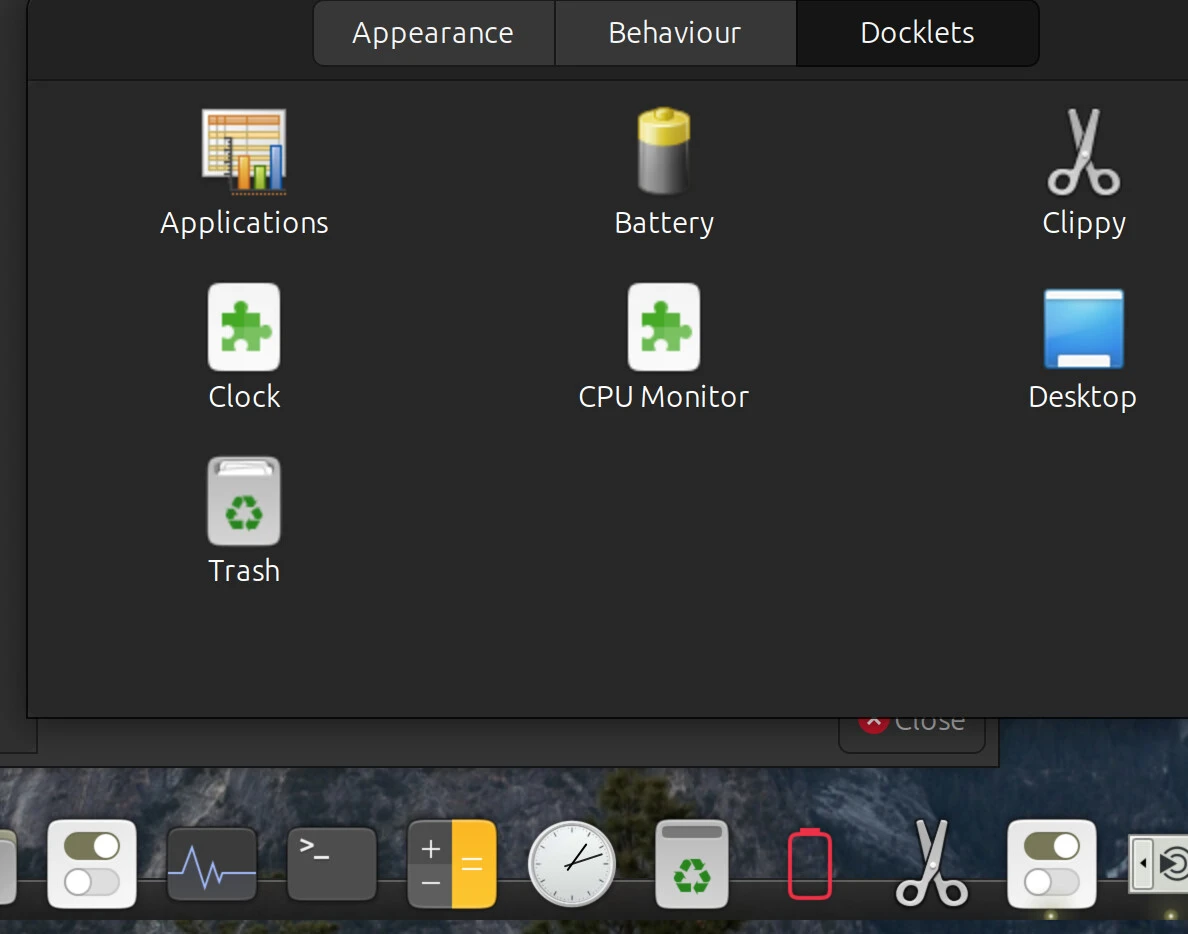 Appearance
Behaviour
Docklets
Applications
Battery
Clippy
Clock
CPU Monitor
Desktop
Trash
Close
>_